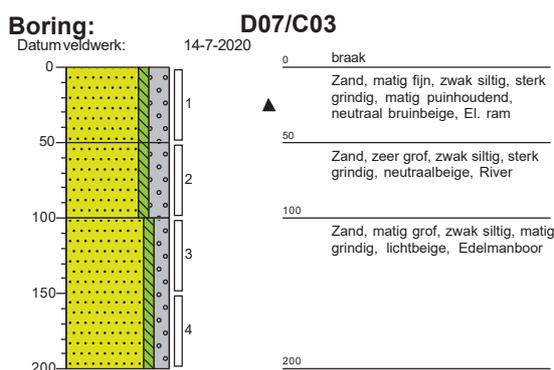 Boring: D07/C03
Datum veldwerk: 14-7-2020
0
50
100
150
200
1
2
3
4
0 braak
Zand, matig fijn, zwak siltig, sterk
grindig, matig puinhoudend,
neutraal bruinbeige, El. ram
50
Zand, zeer grof, zwak siltig, sterk
grindig, neutraalbeige, River
100
Zand, matig grof, zwak siltig, matig
grindig, lichtbeige, Edelmanboor
200